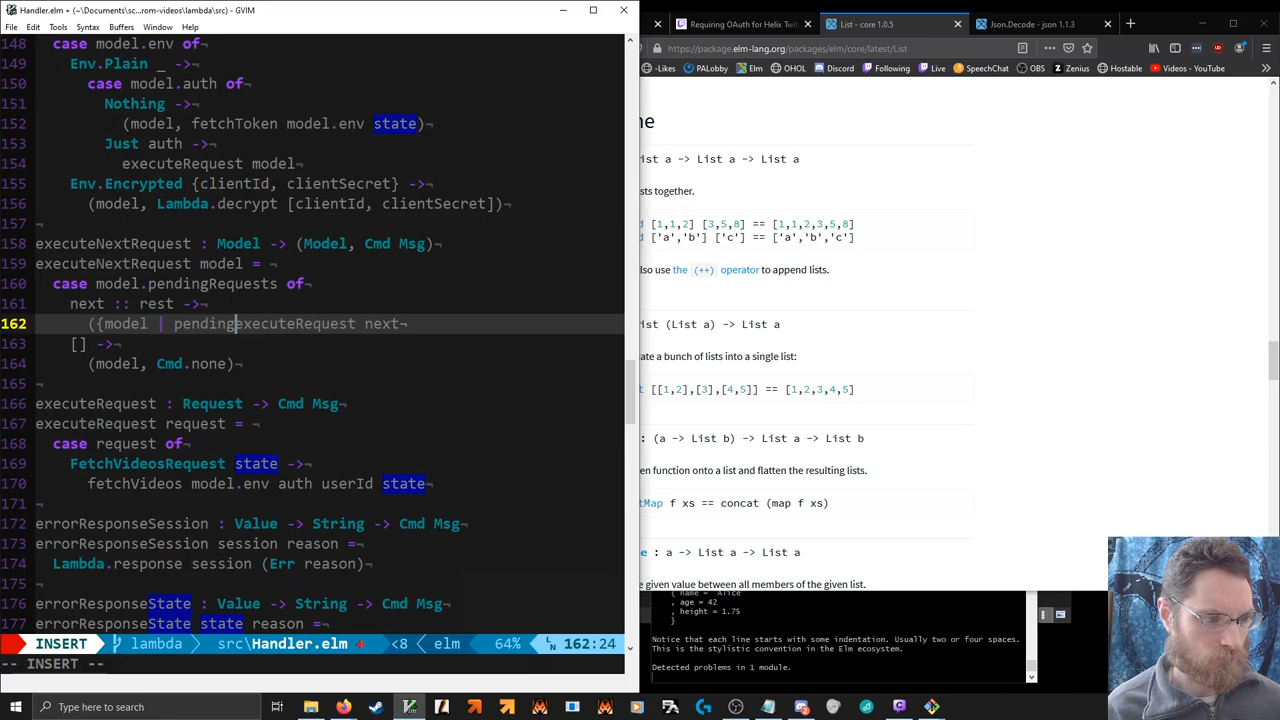 Handler.elm + (~\Documents\sc...rom-videos\lambda\src) - GVIM
File Edit Tools Syntax Buffers Window Help
148 case model.env of¬
149 Env.Plain _ ->¬
150 case model.auth of¬
151 Nothing ->¬
152 (model, fetchToken model.env state)¬
153 Just auth ->¬
154 executeRequest model¬
155 Env.Encrypted {clientId, clientSecret} ->¬
156 (model, Lambda.decrypt [clientId, clientSecret])¬
157 ¬
158 executeNextRequest : Model -> (Model, Cmd Msg)¬
159 executeNextRequest model = ¬
160 case model.pendingRequests of¬
161 next :: rest ->¬
162 ({model | pendingexecuteRequest next¬
163 [] ->¬
164 (model, Cmd.none)¬
165 ¬
166 executeRequest : Request -> Cmd Msg¬
167 executeRequest request = ¬
168 case request of¬
169 FetchVideosRequest state ->¬
170 fetchVideos model.env auth userId state¬
171 ¬
172 errorResponseSession : Value -> String -> Cmd Msg¬
173 errorResponseSession session reason =¬
174 Lambda.response session (Err reason)¬
175 ¬
176 errorResponseState : Value -> String -> Cmd Msg¬
177 errorResponseState state reason =¬
INSERT lambda src\Handler.elm + <8 elm 64% 162:24
-- INSERT --
Requiring OAuth for Helix Twit
List - core 1.0.5
Json.Decode - json 1.1.3
https://package.elm-lang.org/packages/elm/core/latest/List
-Likes PALobby Elm OHOL Discord Following Live SpeechChat OBS Zenius Hostable Videos - YouTube
ne
ist a -> List a -> List a
sts together.
d [1,1,2] [3,5,8] == [1,1,2,3,5,8]
d ['a','b'] ['c'] == ['a','b','c']
lso use the (++) operator to append lists.
ist (List a) -> List a
ate a bunch of lists into a single list:
t [[1,2],[3],[4,5]] == [1,2,3,4,5]
: (a -> List b) -> List a -> List b
en function onto a list and flatten the resulting lists.
tMap f xs == concat (map f xs)
e : a -> List a -> List a
e given value between all members of the given list.
{ name = "Alice"
, age = 42
, height = 1.75
}
Notice that each line starts with some indentation. Usually two or four spaces.
This is the stylistic convention in the Elm ecosystem.
Detected problems in 1 module.
Type here to search